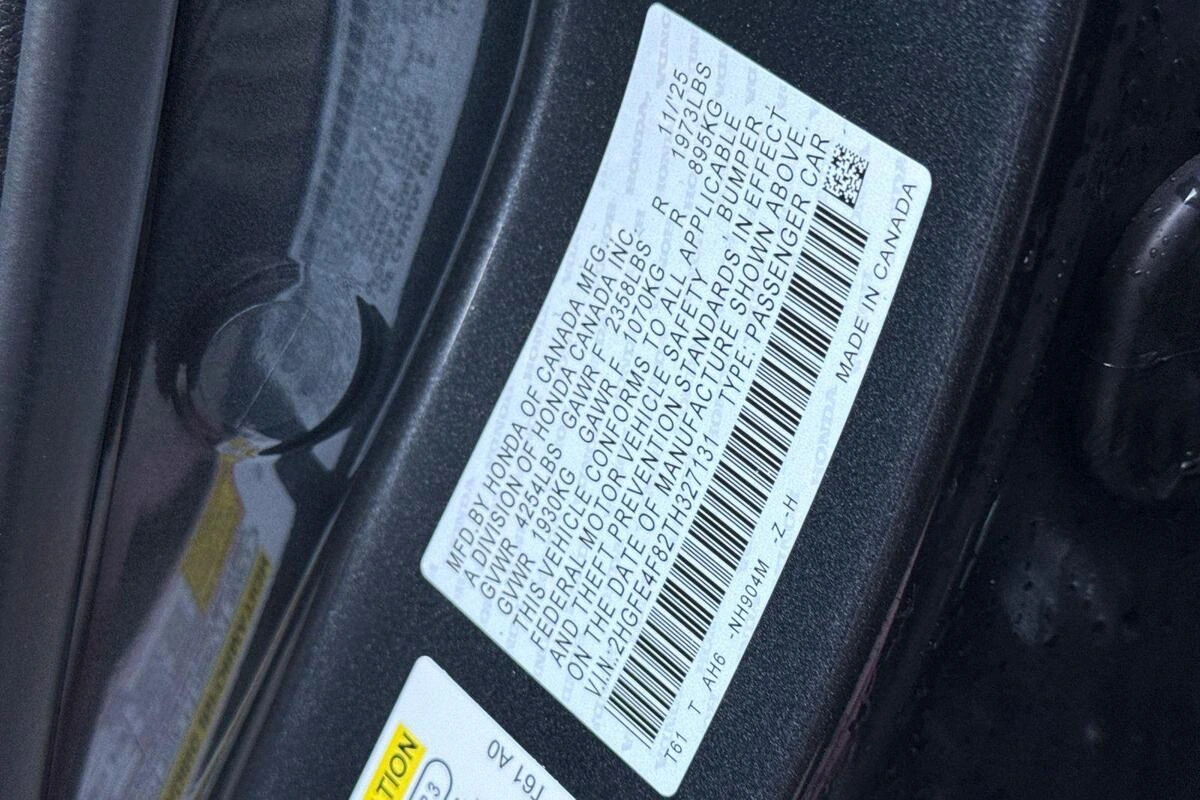 MFD.BY HONDA OF CANADA MFG. 11/'25
A DIVISION OF HONDA CANADA INC.
GVWR 4254LBS GAWR F 2358LBS R 1973LBS
GVWR 1930KG GAWR F 1070KG R 895KG
THIS VEHICLE CONFORMS TO ALL APPLICABLE
FEDERAL MOTOR VEHICLE SAFETY, BUMPER,
AND THEFT PREVENTION STANDARDS IN EFFECT
ON THE DATE OF MANUFACTURE SHOWN ABOVE.
V.I.N.:2HGFE4F82TH327131 TYPE: PASSENGER CAR
MADE IN CANADA
T61 T AH6 -NH904M -Z -H
T61 A0